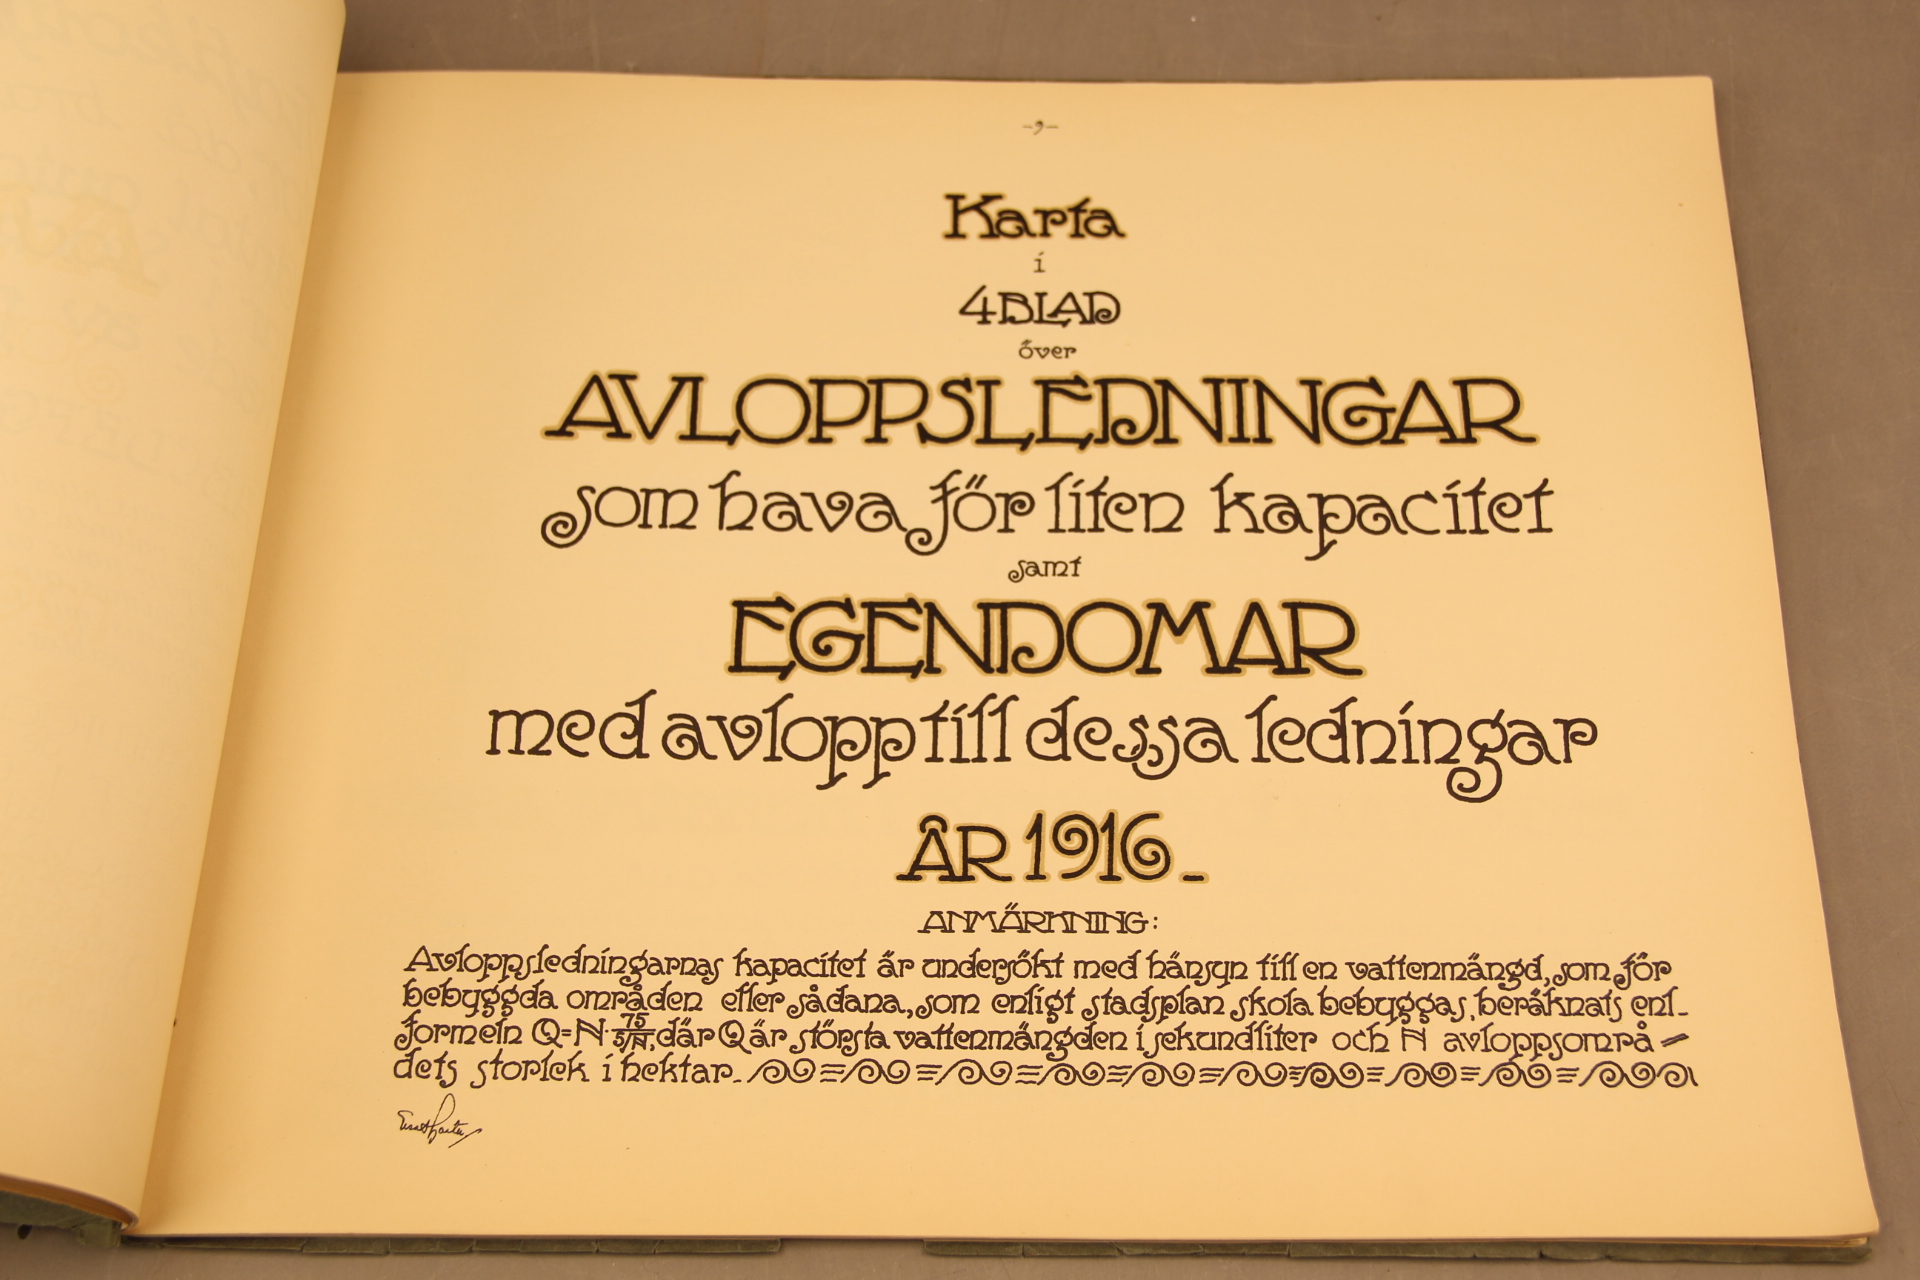 -9-
Karta
i
4 BLAD
över
AVLOPPSLEDNINGAR
som hava för liten kapacitet
samt
EGENDOMAR
med avlopp till dessa ledningar
ÅR 1916_
ANMÄRKNING:
Avloppsledningarnas kapacitet är undersökt med hänsyn till en vattenmängd, som för
bebyggda områden eller sådana, som enligt stadsplan skola bebyggas, beräknats enl.
formeln Q=N·75/5√N, där Q är största vattenmängden i sekundliter och N avloppsområ-
dets storlek i hektar.